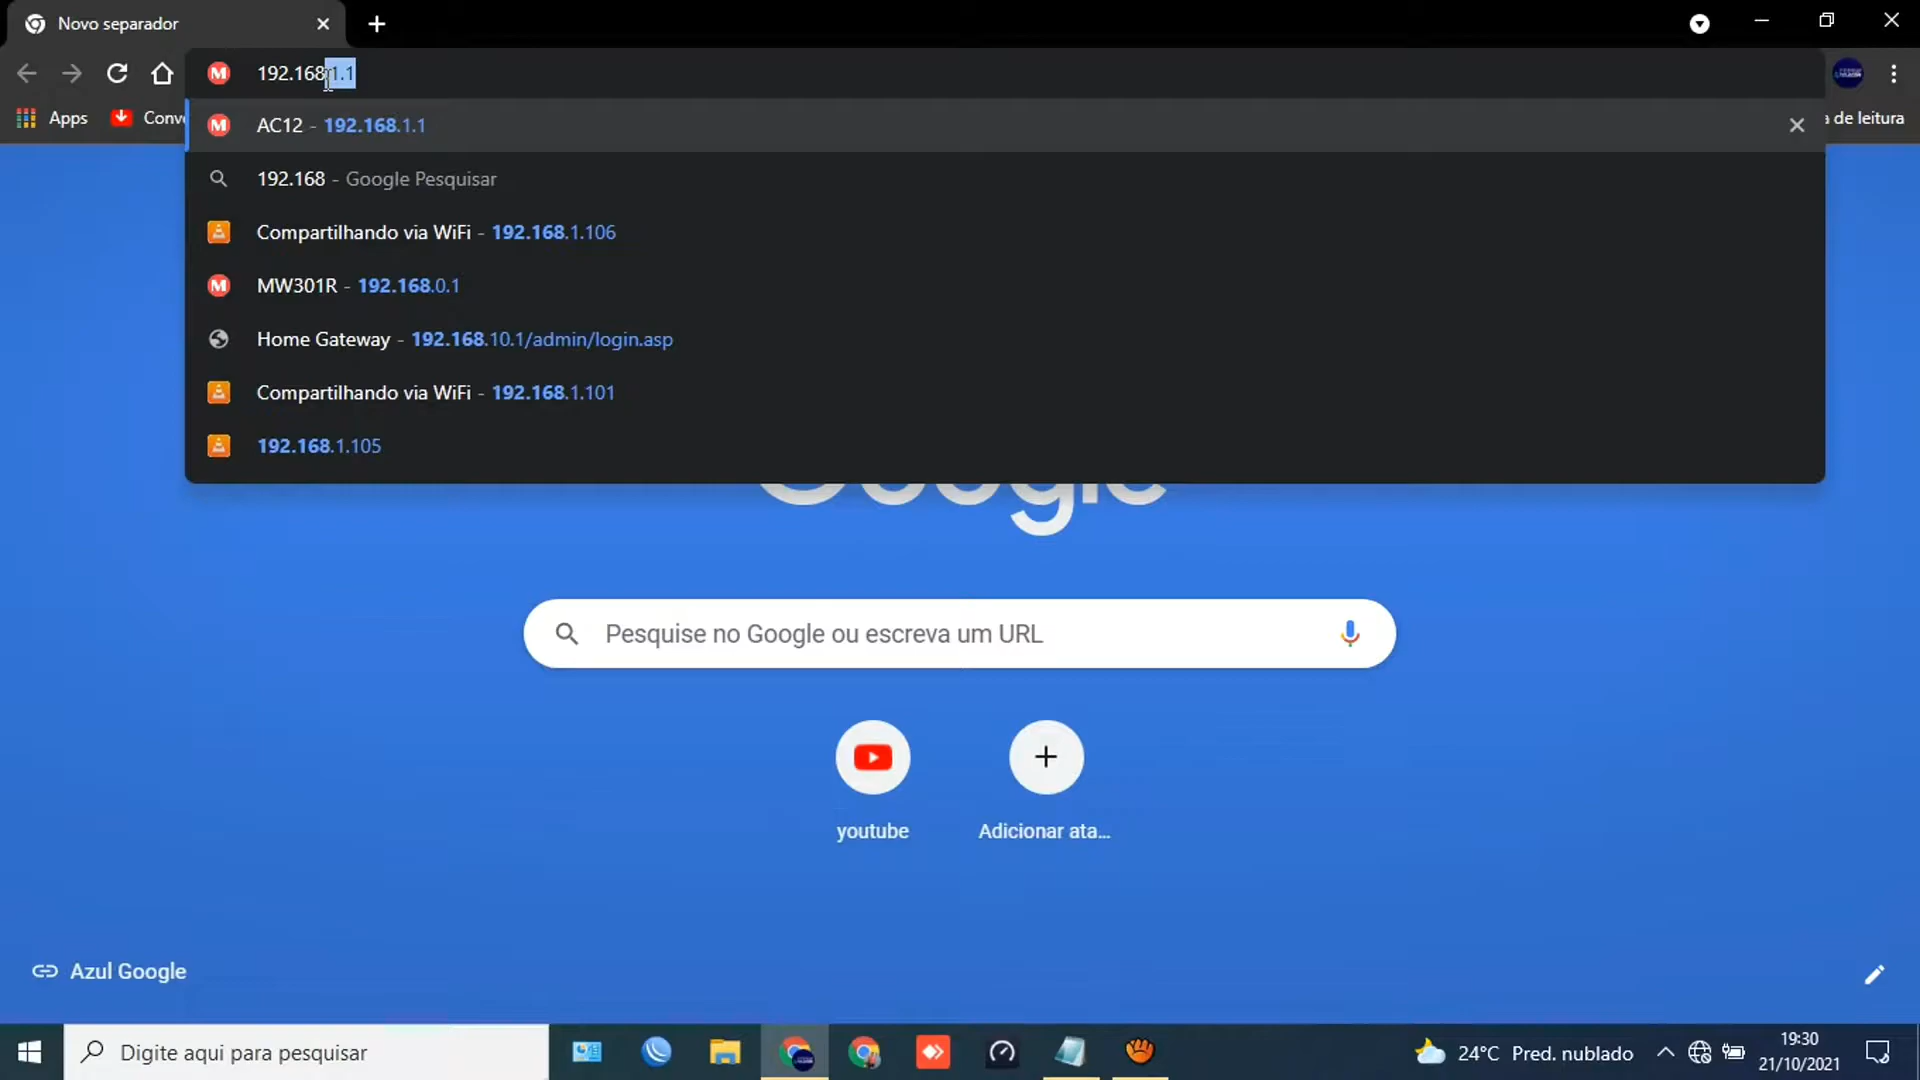 Novo separador
192.168.1.1
Apps
Conve
a de leitura
AC12 - 192.168.1.1
192.168 - Google Pesquisar
Compartilhando via WiFi - 192.168.1.106
MW301R - 192.168.0.1
Home Gateway - 192.168.10.1/admin/login.asp
Compartilhando via WiFi - 192.168.1.101
192.168.1.105
Google
Pesquise no Google ou escreva um URL
youtube
Adicionar ata...
Azul Google
Digite aqui para pesquisar
24°C Pred. nublado
19:30
21/10/2021